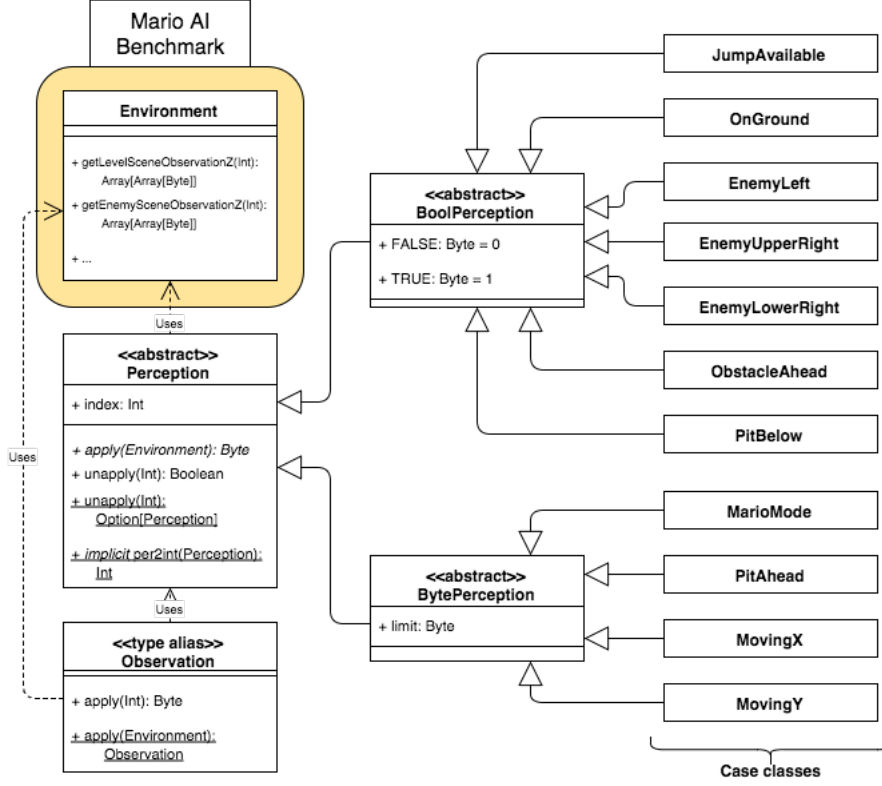 Mario AI
Benchmark
Environment
+ getLevelSceneObservationZ(Int):
Array[Array[Byte]]
+ getEnemySceneObservationZ(Int):
Array[Array[Byte]]
+ ...
Uses
Uses
<<abstract>>
Perception
+ index: Int
+ apply(Environment): Byte
+ unapply(Int): Boolean
+ unapply(Int):
Option[Perception]
+ implicit per2int(Perception):
Int
Uses
<<type alias>>
Observation
+ apply(Int): Byte
+ apply(Environment):
Observation
<<abstract>>
BoolPerception
+ FALSE: Byte = 0
+ TRUE: Byte = 1
<<abstract>>
BytePerception
+ limit: Byte
JumpAvailable
OnGround
EnemyLeft
EnemyUpperRight
EnemyLowerRight
ObstacleAhead
PitBelow
MarioMode
PitAhead
MovingX
MovingY
Case classes